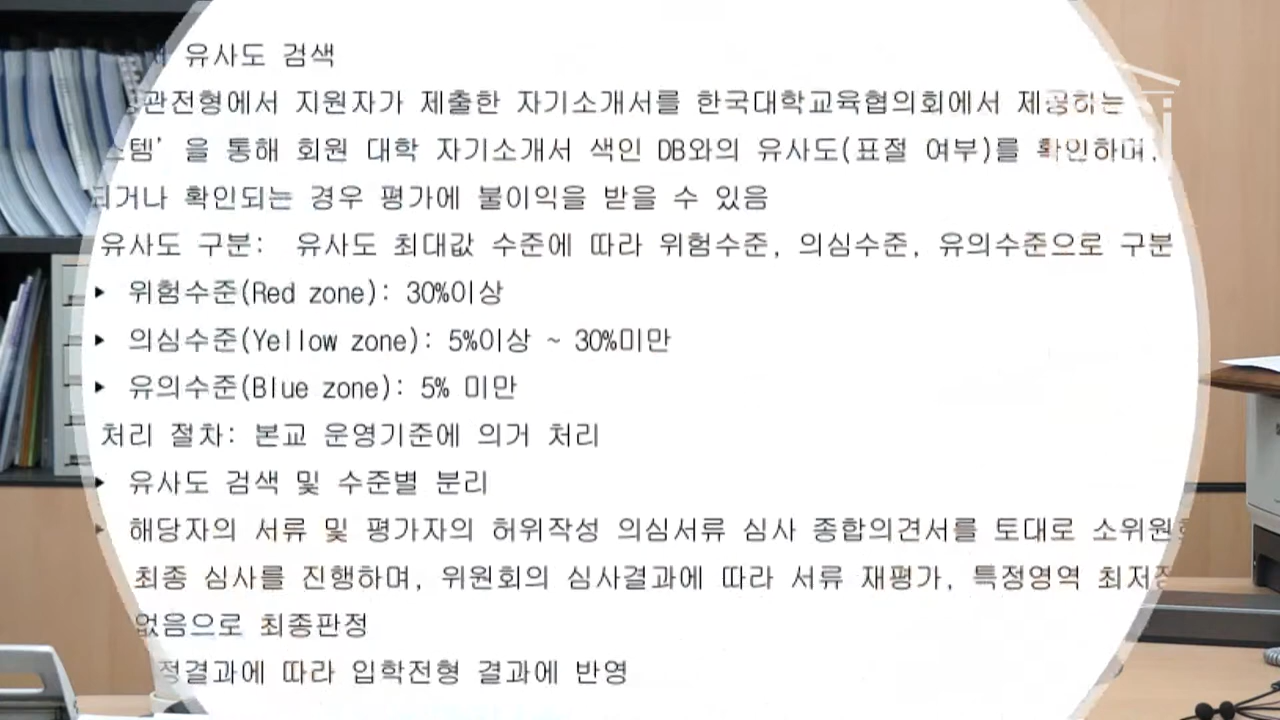 유사도 검색
관전형에서 지원자가 제출한 자기소개서를 한국대학교육협의회에서 제공하는
스템’을 통해 회원 대학 자기소개서 색인 DB와의 유사도(표절 여부)를 확인하며,
되거나 확인되는 경우 평가에 불이익을 받을 수 있음
유사도 구분: 유사도 최대값 수준에 따라 위험수준, 의심수준, 유의수준으로 구분
▸ 위험수준(Red zone): 30%이상
▸ 의심수준(Yellow zone): 5%이상 ~ 30%미만
▸ 유의수준(Blue zone): 5% 미만
처리 절차: 본교 운영기준에 의거 처리
▸ 유사도 검색 및 수준별 분리
▸ 해당자의 서류 및 평가자의 허위작성 의심서류 심사 종합의견서를 토대로 소위원
최종 심사를 진행하며, 위원회의 심사결과에 따라 서류 재평가, 특정영역 최저
없음으로 최종판정
정결과에 따라 입학전형 결과에 반영